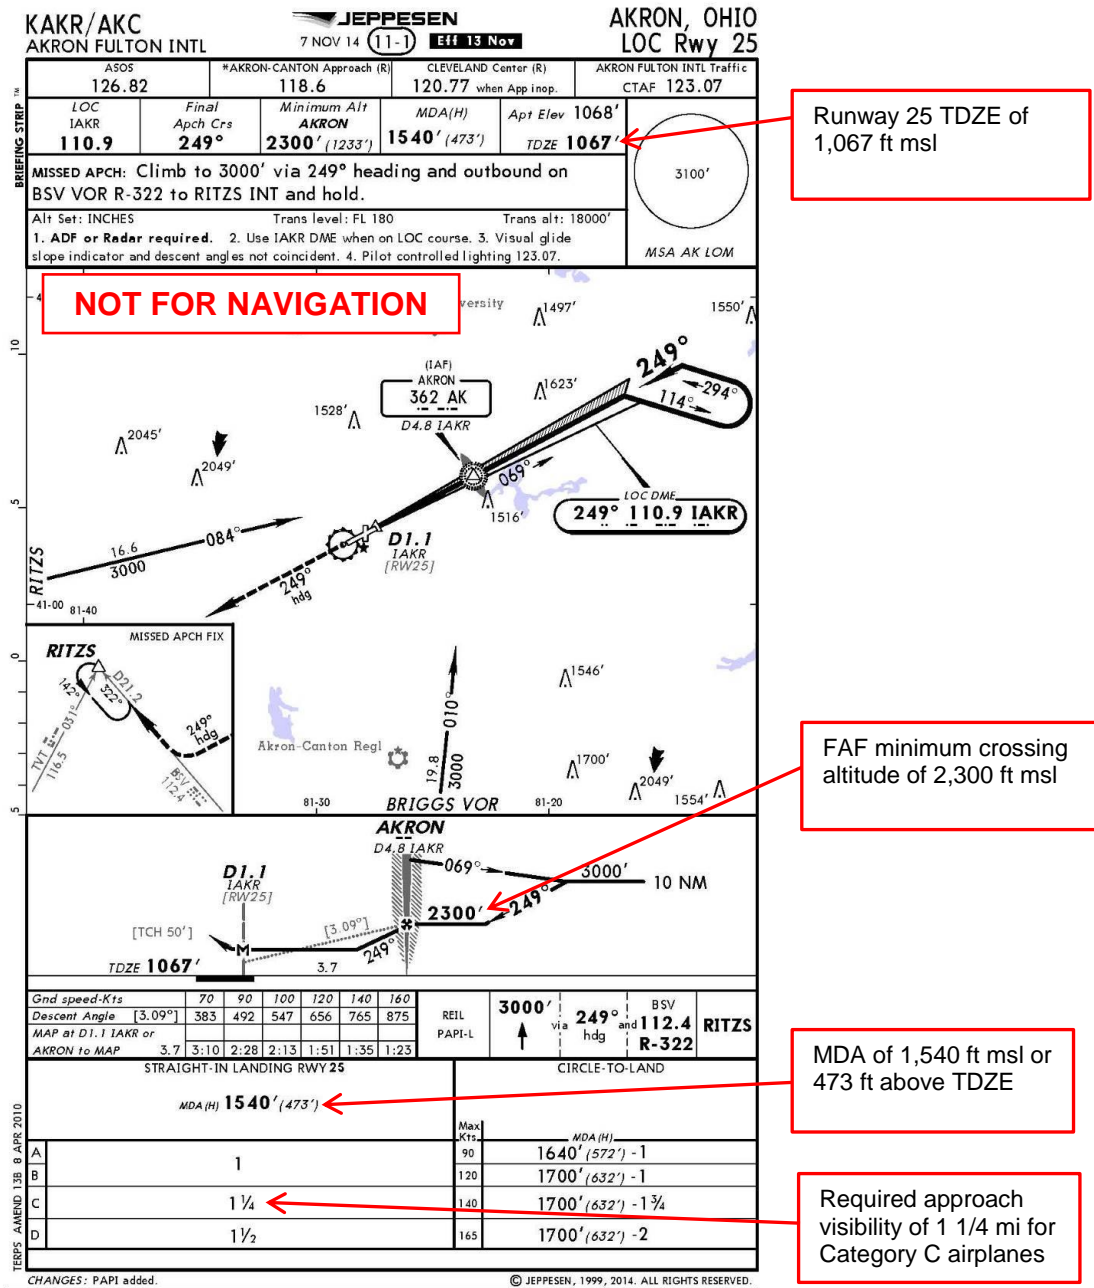 KAKR/AKC
AKRON FULTON INTL
JEPPESEN
7 NOV 14 11-1 Eff 13 Nov
AKRON, OHIO
LOC Rwy 25
BRIEFING STRIP ™
ASOS
126.82
*AKRON-CANTON Approach (R)
118.6
CLEVELAND Center (R)
120.77 when App inop.
AKRON FULTON INTL Traffic
CTAF 123.07
LOC
IAKR
110.9
Final
Apch Crs
249°
Minimum Alt
AKRON
2300' (1233')
MDA(H)
1540' (473')
Apt Elev 1068'
TDZE 1067'
3100'
MSA AK LOM
MISSED APCH: Climb to 3000' via 249° heading and outbound on
BSV VOR R-322 to RITZS INT and hold.
Alt Set: INCHES Trans level: FL 180 Trans alt: 18000'
1. ADF or Radar required. 2. Use IAKR DME when on LOC course. 3. Visual glide
slope indicator and descent angles not coincident. 4. Pilot controlled lighting 123.07.
Runway 25 TDZE of
1,067 ft msl
NOT FOR NAVIGATION
versity
1497'
1550'
4
10
5
0
5
(IAF)
AKRON
362 AK
D4.8 IAKR
1623'
249°
294°
114°
1528'
2045'
2049'
069°
1516'
LOC DME
249° 110.9 IAKR
D1.1
IAKR
[RW25]
RITZS
16.6
3000
084°
249°
hdg
41-00
81-40
MISSED APCH FIX
RITZS
D21.2
142°
322°
031°
TVT
116.5
249°
hdg
BSV
112.4
Akron-Canton Regl
1546'
010°
19.8
3000
1700'
2049'
1554'
81-30
BRIGGS VOR
81-20
FAF minimum crossing
altitude of 2,300 ft msl
AKRON
D4.8 IAKR
D1.1
IAKR
[RW25]
069°
3000'
10 NM
249°
2300'
[TCH 50']
[3.09°]
M
249°
TDZE 1067'
3.7
Gnd speed-Kts 70 90 100 120 140 160
Descent Angle [3.09°] 383 492 547 656 765 875
MAP at D1.1 IAKR or
AKRON to MAP 3.7 3:10 2:28 2:13 1:51 1:35 1:23
REIL
PAPI-L
3000'
via
249°
hdg
and
BSV
112.4
R-322
RITZS
STRAIGHT-IN LANDING RWY 25
CIRCLE-TO-LAND
MDA(H) 1540' (473')
MDA of 1,540 ft msl or
473 ft above TDZE
Max
Kts
MDA(H)
A
B
1
90 1640' (572') - 1
120 1700' (632') - 1
C 1 ¼ 140 1700' (632') - 1 ¾
D 1 ½ 165 1700' (632') - 2
Required approach
visibility of 1 1/4 mi for
Category C airplanes
TERPS AMEND 13B 8 APR 2010
CHANGES: PAPI added.
© JEPPESEN, 1999, 2014. ALL RIGHTS RESERVED.